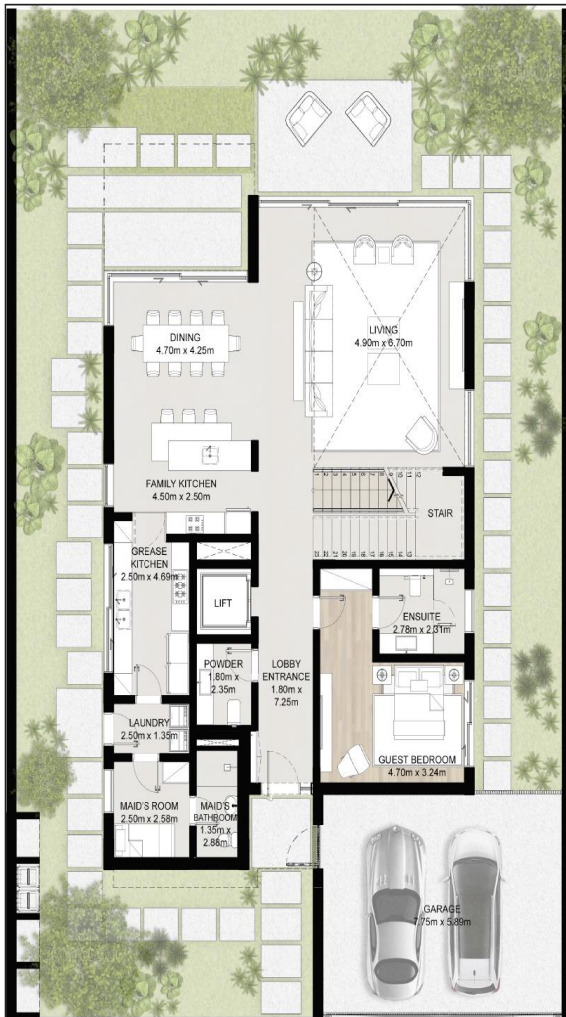 DINING
4.70m x 4.25m
LIVING
4.90m x 6.70m
FAMILY KITCHEN
4.50m x 2.50m
STAIR
GREASE
KITCHEN
2.50m x 4.69m
LIFT
ENSUITE
2.78m x 2.31m
POWDER
1.80m x
2.35m
LOBBY
ENTRANCE
1.80m x
7.25m
LAUNDRY
2.50m x 1.35m
GUEST BEDROOM
4.70m x 3.24m
MAID'S ROOM
2.50m x 2.58m
MAID'S
BATHROOM
1.35m x
2.88m
GARAGE
7.75m x 5.89m